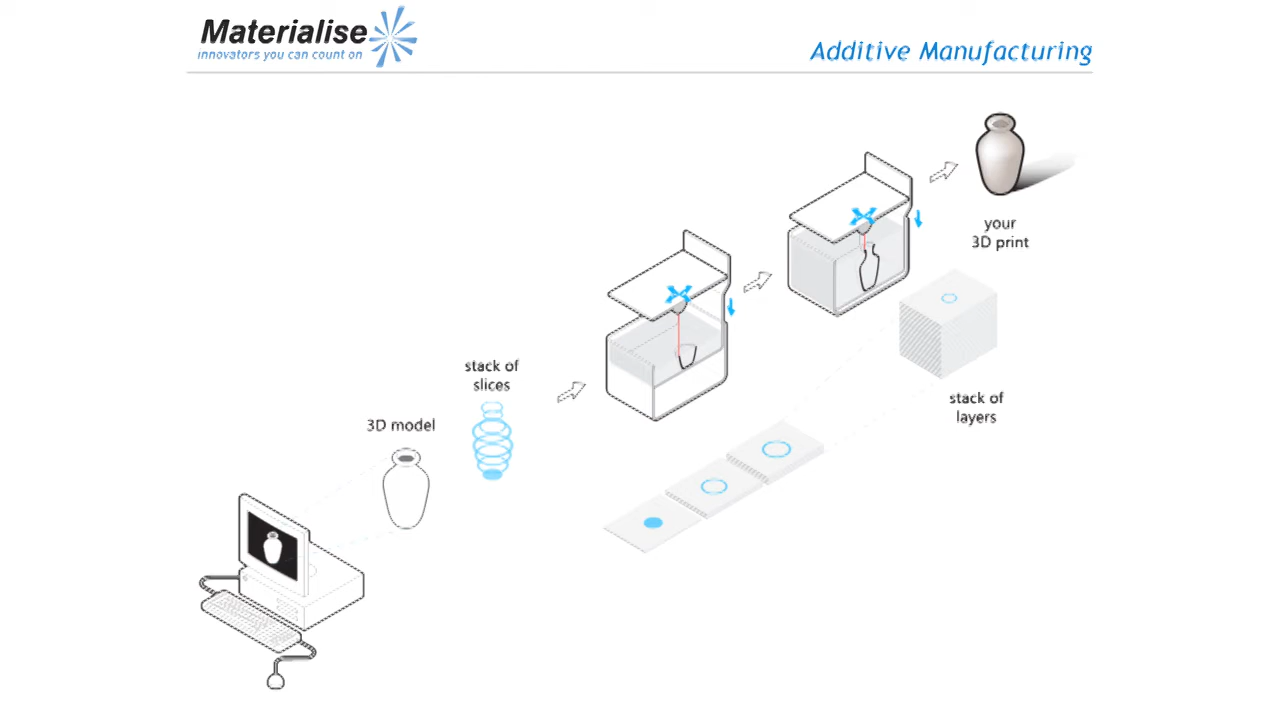 Materialise
innovators you can count on
Additive Manufacturing
your
3D print
stack of
slices
stack of
layers
3D model